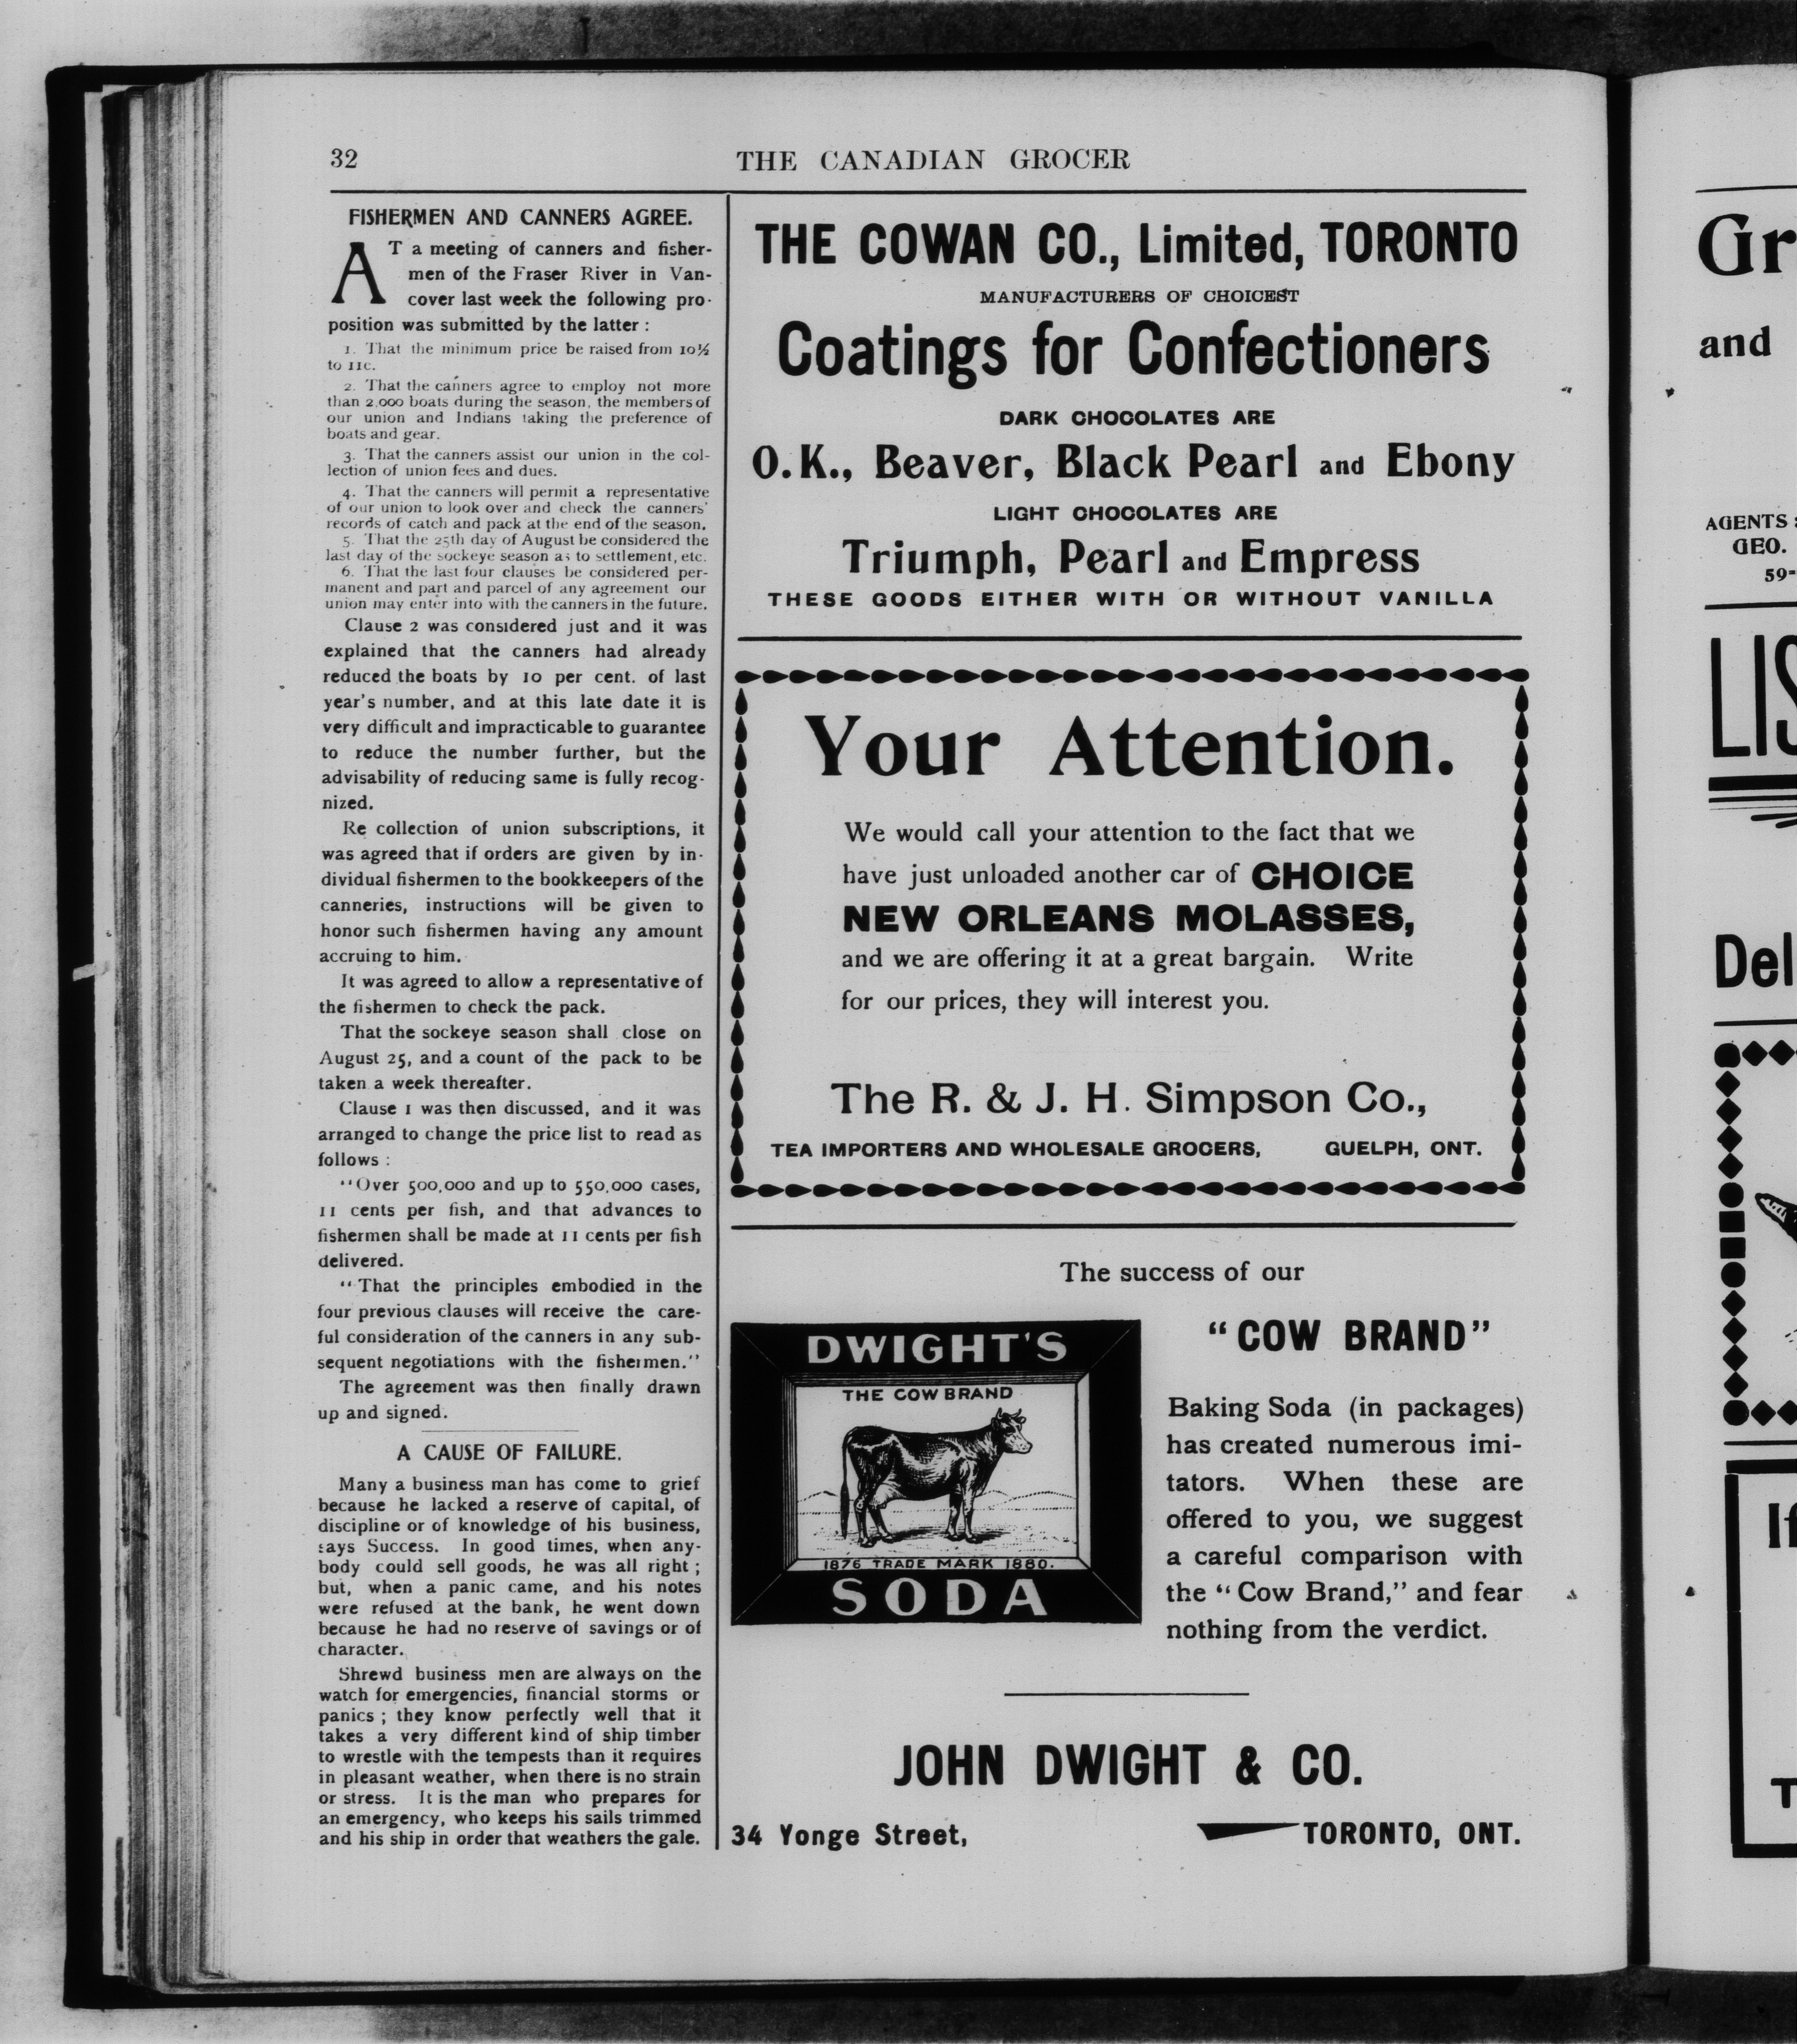 32
THE CANADIAN GROCER
FISHERMEN AND CANNERS AGREE.
AT a meeting of canners and fisher-
men of the Fraser River in Van-
cover last week the following pro-
position was submitted by the latter :
1. That the minimum price be raised from 10½
to 11c.
2. That the canners agree to employ not more
than 2,000 boats during the season, the members of
our union and Indians taking the preference of
boats and gear.
3. That the canners assist our union in the col-
lection of union fees and dues.
4. That the canners will permit a representative
of our union to look over and check the canners'
records of catch and pack at the end of the season.
5. That the 25th day of August be considered the
last day of the sockeye season as to settlement, etc.
6. That the last four clauses be considered per-
manent and part and parcel of any agreement our
union may enter into with the canners in the future.
Clause 2 was considered just and it was
explained that the canners had already
reduced the boats by 10 per cent. of last
year's number, and at this late date it is
very difficult and impracticable to guarantee
to reduce the number further, but the
advisability of reducing same is fully recog-
nized.
Re collection of union subscriptions, it
was agreed that if orders are given by in-
dividual fishermen to the bookkeepers of the
canneries, instructions will be given to
honor such fishermen having any amount
accruing to him.
It was agreed to allow a representative of
the fishermen to check the pack.
That the sockeye season shall close on
August 25, and a count of the pack to be
taken a week thereafter.
Clause 1 was then discussed, and it was
arranged to change the price list to read as
follows :
"Over 500,000 and up to 550,000 cases,
11 cents per fish, and that advances to
fishermen shall be made at 11 cents per fish
delivered.
"That the principles embodied in the
four previous clauses will receive the care-
ful consideration of the canners in any sub-
sequent negotiations with the fishermen."
The agreement was then finally drawn
up and signed.
A CAUSE OF FAILURE.
Many a business man has come to grief
because he lacked a reserve of capital, of
discipline or of knowledge of his business,
says Success. In good times, when any-
body could sell goods, he was all right ;
but, when a panic came, and his notes
were refused at the bank, he went down
because he had no reserve of savings or of
character.
Shrewd business men are always on the
watch for emergencies, financial storms or
panics ; they know perfectly well that it
takes a very different kind of ship timber
to wrestle with the tempests than it requires
in pleasant weather, when there is no strain
or stress. It is the man who prepares for
an emergency, who keeps his sails trimmed
and his ship in order that weathers the gale.
THE COWAN CO., Limited, TORONTO
MANUFACTURERS OF CHOICEST
Coatings for Confectioners
DARK CHOCOLATES ARE
O.K., Beaver, Black Pearl and Ebony
LIGHT CHOCOLATES ARE
Triumph, Pearl and Empress
THESE GOODS EITHER WITH OR WITHOUT VANILLA
Your Attention.
We would call your attention to the fact that we
have just unloaded another car of CHOICE
NEW ORLEANS MOLASSES,
and we are offering it at a great bargain. Write
for our prices, they will interest you.
The R. & J. H. Simpson Co.,
TEA IMPORTERS AND WHOLESALE GROCERS, GUELPH, ONT.
The success of our
"COW BRAND"
DWIGHT'S
THE COW BRAND
1876 TRADE MARK 1880.
SODA
Baking Soda (in packages)
has created numerous imi-
tators. When these are
offered to you, we suggest
a careful comparison with
the "Cow Brand," and fear
nothing from the verdict.
JOHN DWIGHT & CO.
34 Yonge Street, TORONTO, ONT.
Gr
and
AGENTS
GEO.
59-
LIS
Del
If
T